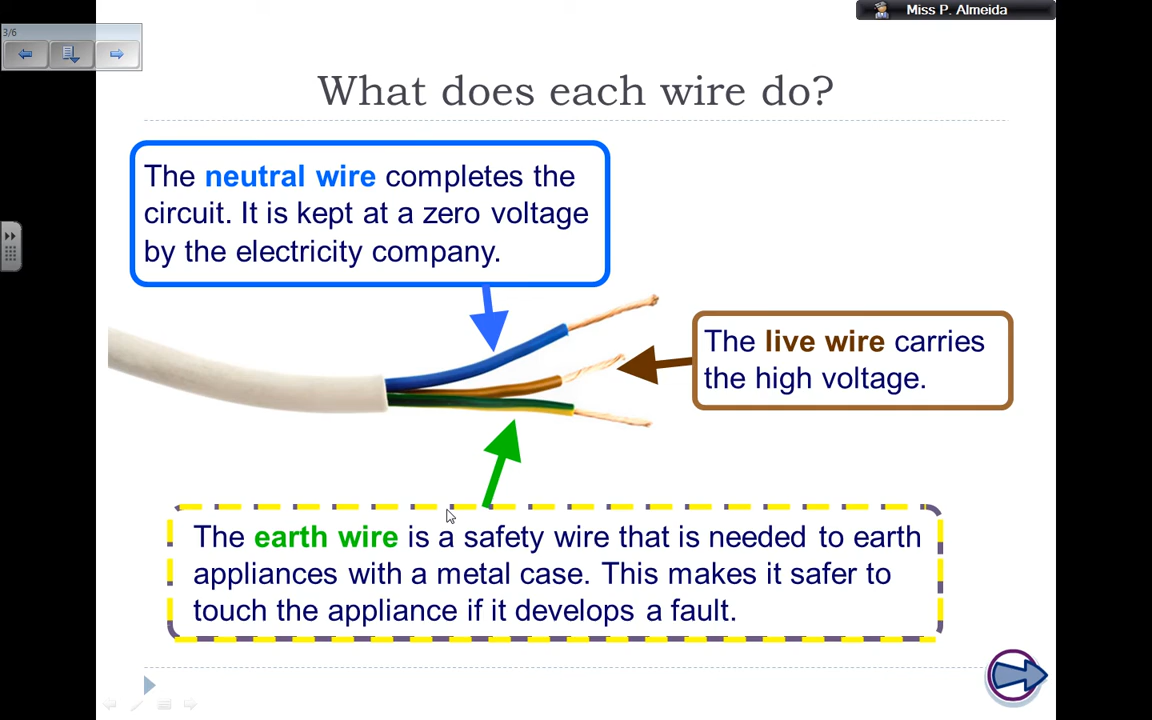 Miss P. Almeida
3/6
What does each wire do?
The neutral wire completes the
circuit. It is kept at a zero voltage
by the electricity company.
The live wire carries
the high voltage.
The earth wire is a safety wire that is needed to earth
appliances with a metal case. This makes it safer to
touch the appliance if it develops a fault.